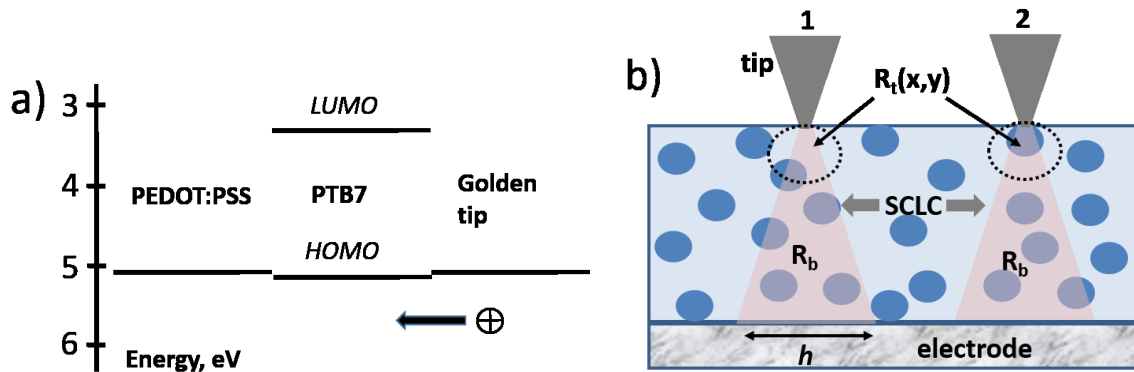 a)
3
4
5
6
Energy, eV
PEDOT:PSS
LUMO
PTB7
HOMO
Golden
tip
b)
1
2
tip
Rt(x,y)
SCLC
Rb
Rb
h
electrode